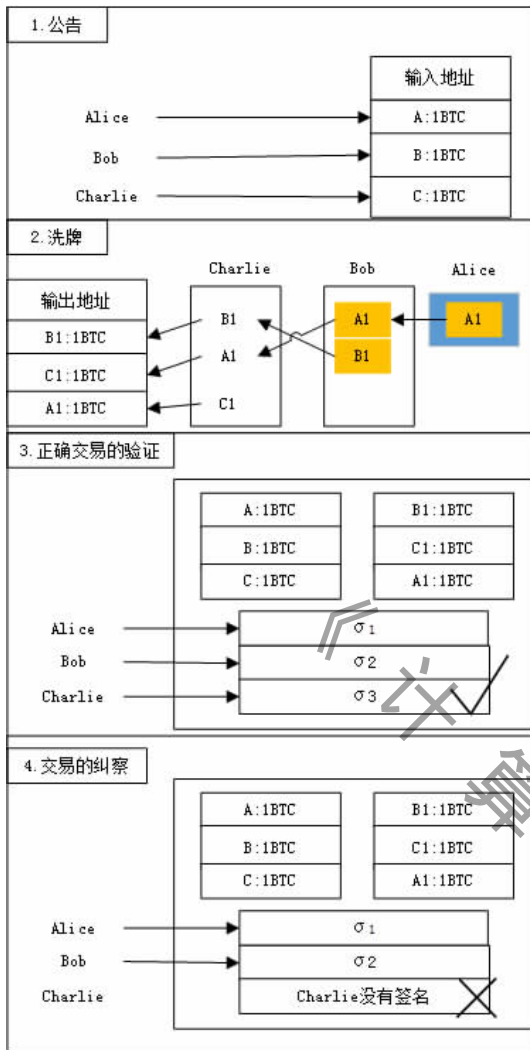 1.公告
输入地址
Alice A:1BTC
Bob B:1BTC
Charlie C:1BTC
2.洗牌
Charlie Bob Alice
输出地址
B1 A1 A1
B1:1BTC
A1 B1
C1:1BTC
C1
A1:1BTC
3.正确交易的验证
A:1BTC B1:1BTC
B:1BTC C1:1BTC
C:1BTC A1:1BTC
Alice σ1
Bob σ2
Charlie σ3
《计算
4.交易的纠察
A:1BTC B1:1BTC
B:1BTC C1:1BTC
C:1BTC A1:1BTC
Alice σ1
Bob σ2
Charlie Charlie没有签名